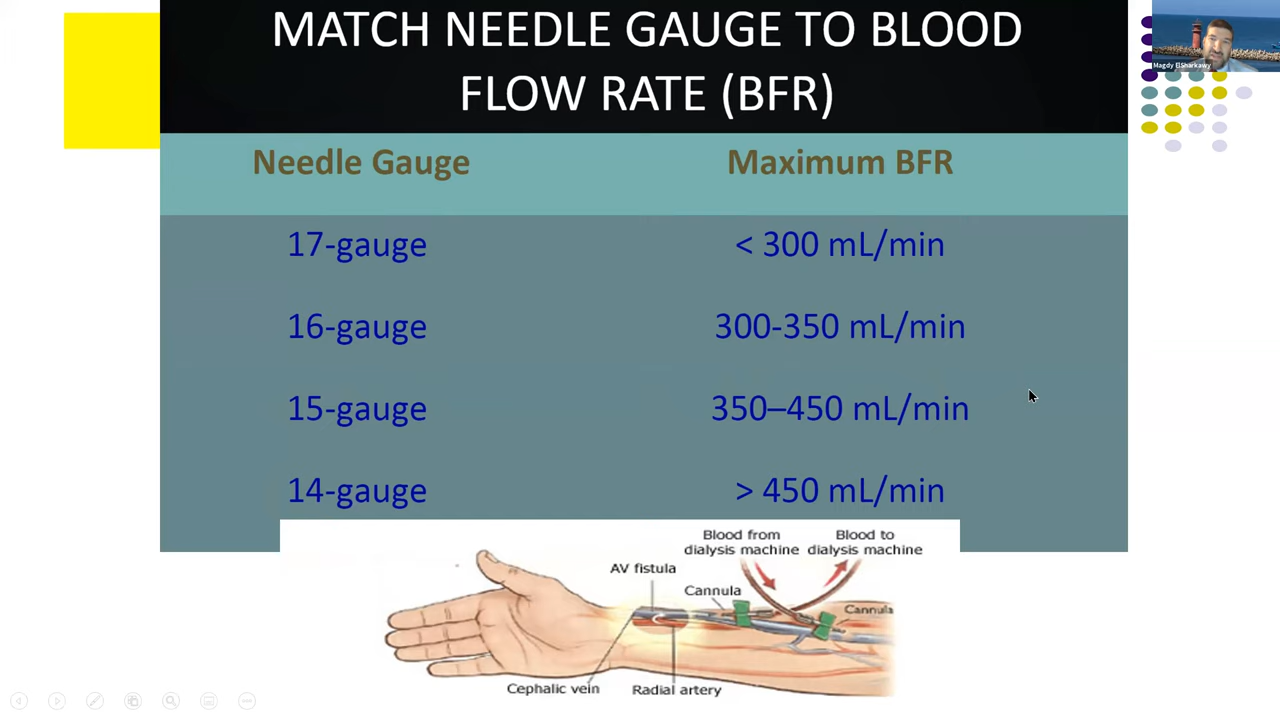 MATCH NEEDLE GAUGE TO BLOOD
FLOW RATE (BFR)
Magdy ElSharkawy
Needle Gauge Maximum BFR
17-gauge < 300 mL/min
16-gauge 300-350 mL/min
15-gauge 350–450 mL/min
14-gauge > 450 mL/min
Blood from Blood to
dialysis machine dialysis machine
AV fistula
Cannula
Cannula
Cephalic vein Radial artery